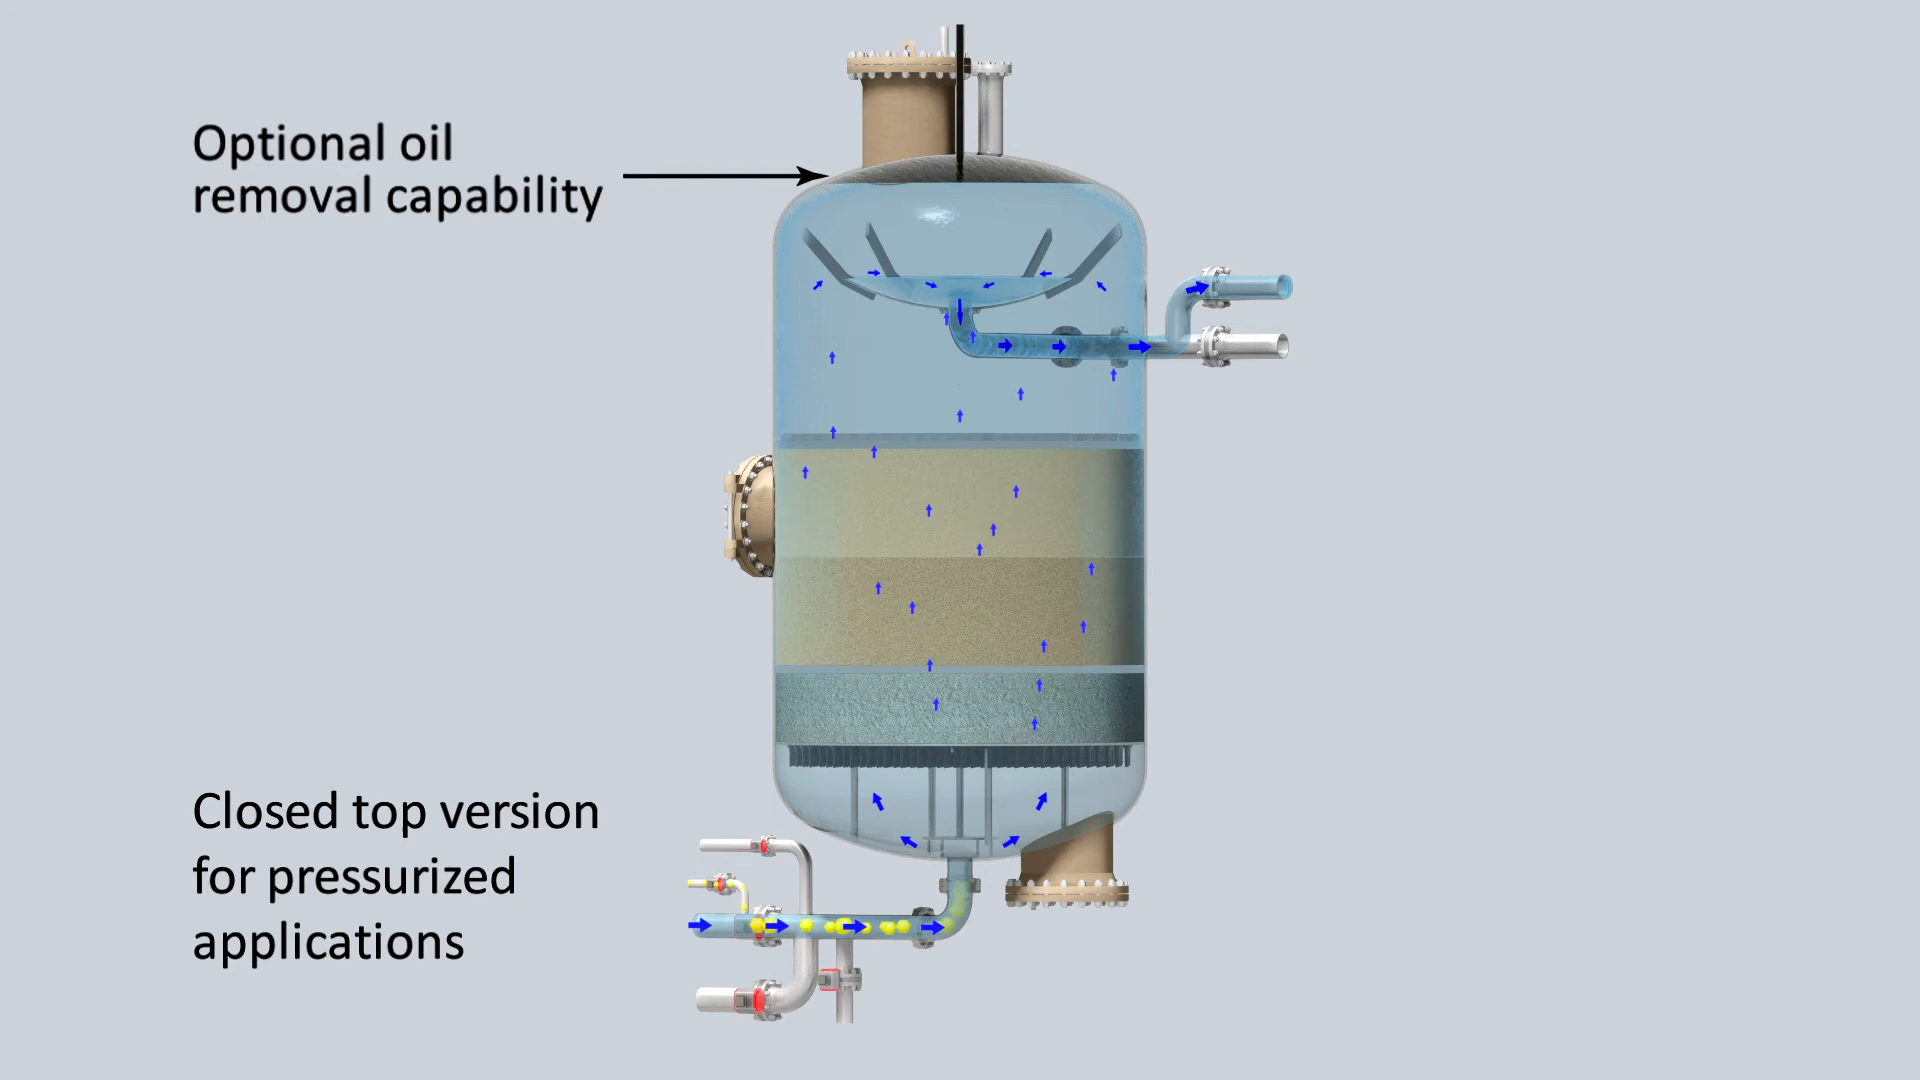 Optional oil
removal capability
Closed top version
for pressurized
applications